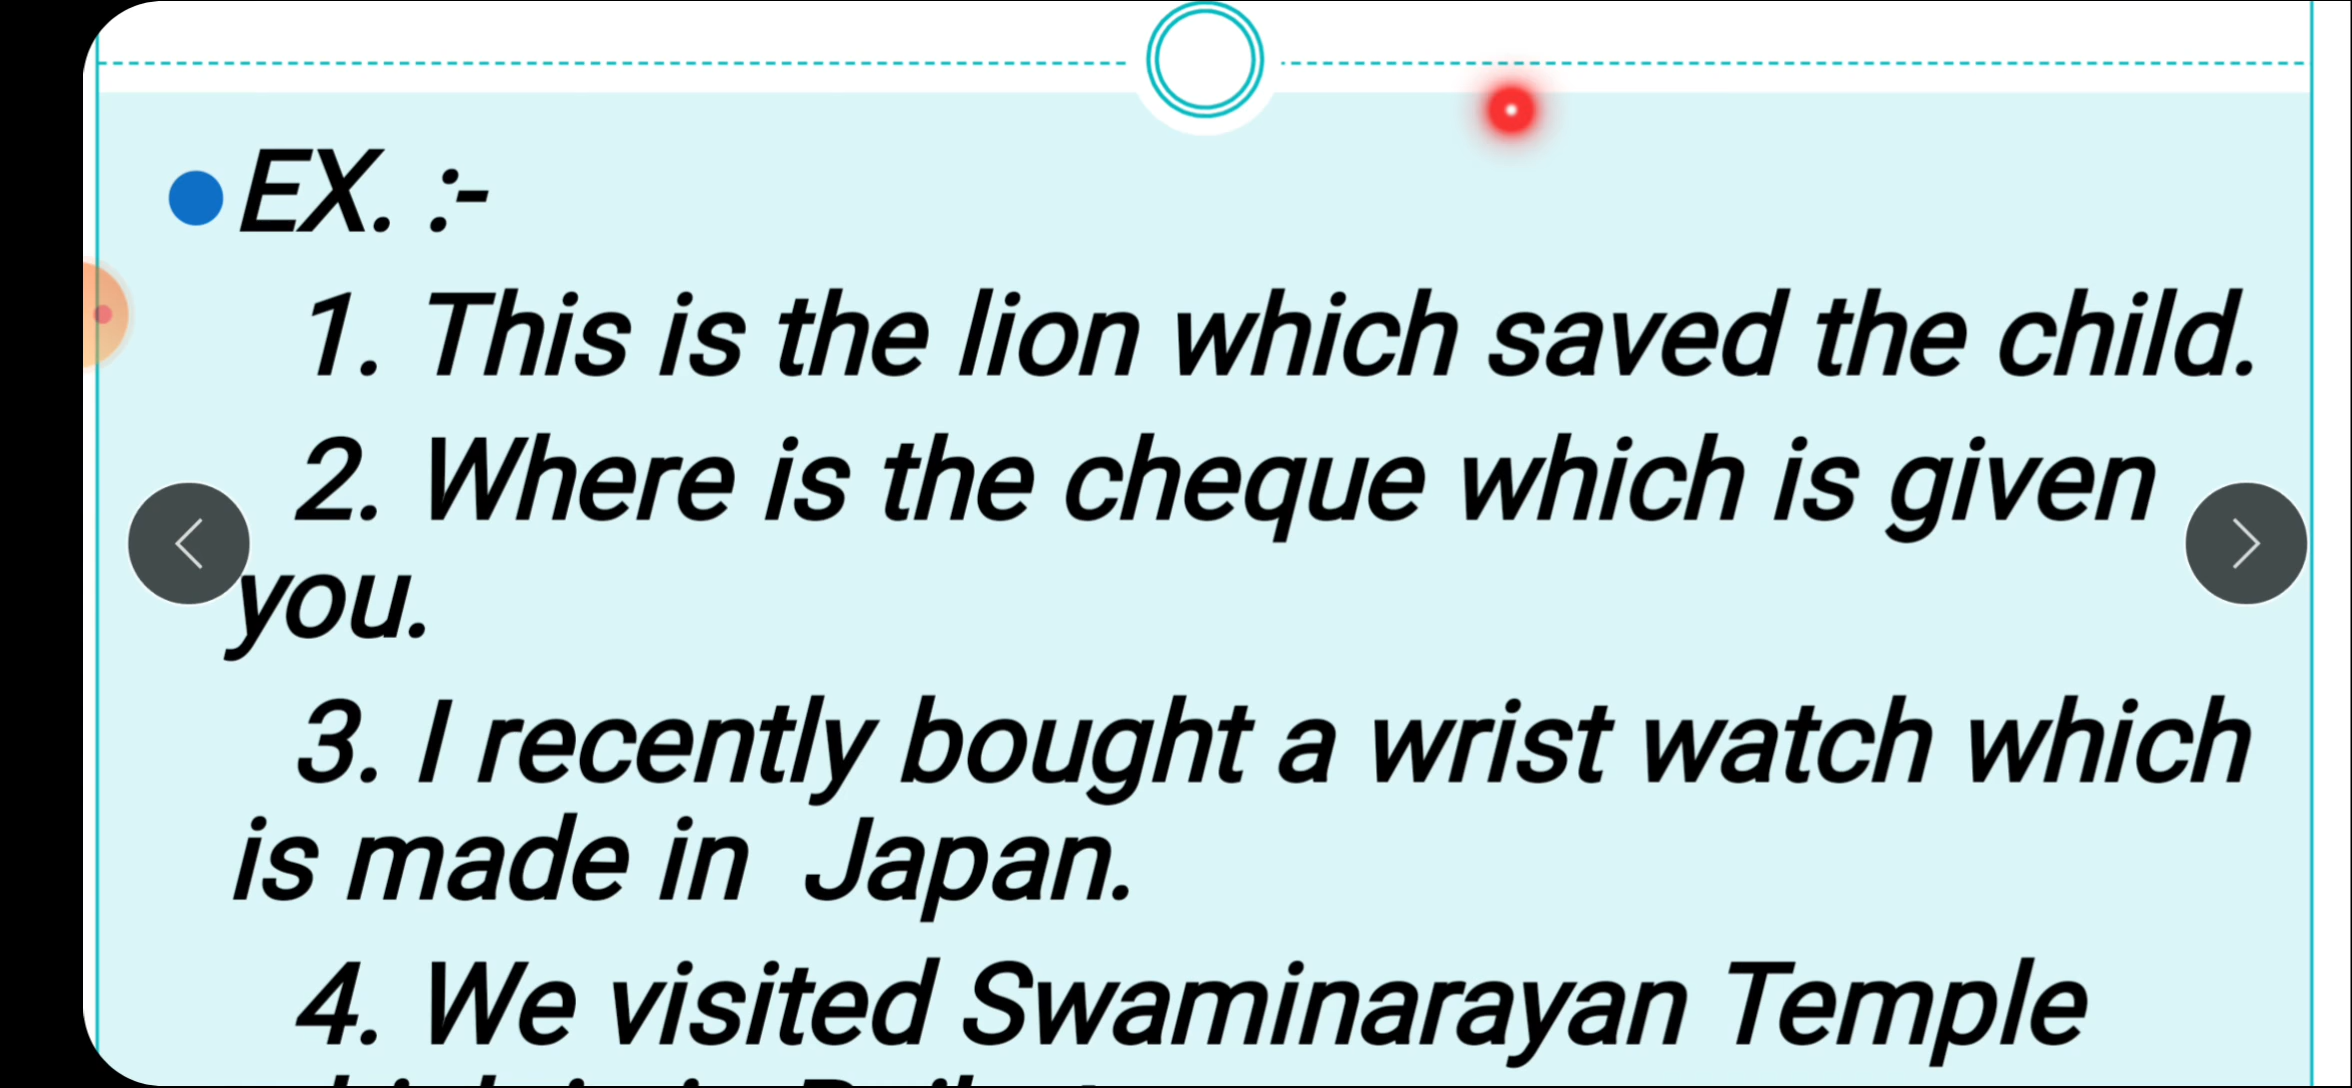 EX. :-
1. This is the lion which saved the child.
2. Where is the cheque which is given
you.
3. I recently bought a wrist watch which
is made in Japan.
4. We visited Swaminarayan Temple